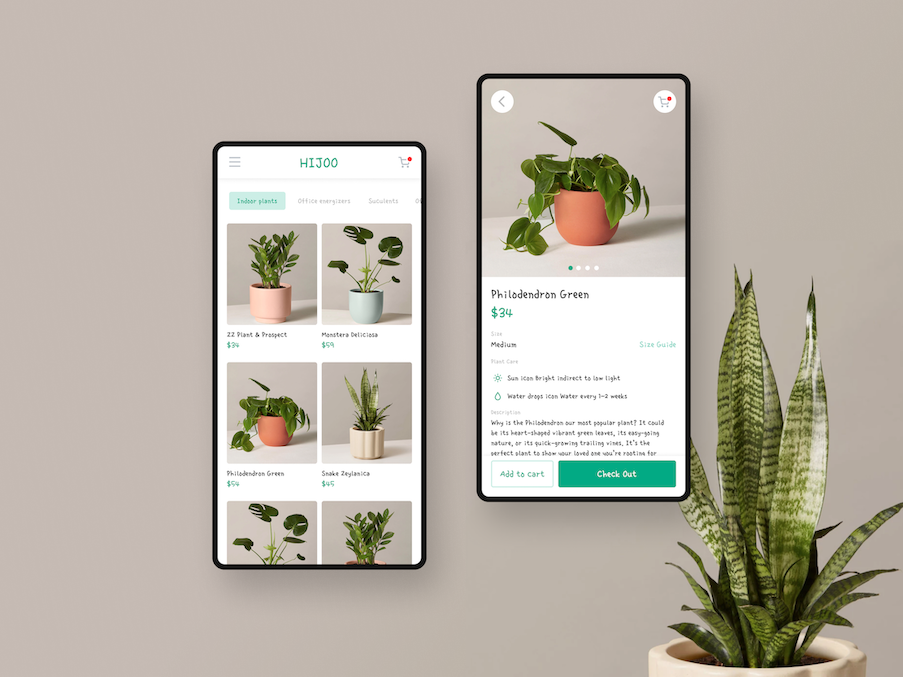 HIJOO
Indoor plants Office energizers Suculents
ZZ Plant & Prospect
$34
Monstera Deliciosa
$59
Philodendron Green
$54
Snake Zeylanica
$45
Philodendron Green
$34
Size
Medium Size Guide
Plant Care
Sun icon Bright indirect to low light
Water drops icon Water every 1-2 weeks
Description
Why is the Philodendron our most popular plant? It could
be its heart-shaped vibrant green leaves, its easy-going
nature, or its quick-growing trailing vines. It's the
perfect plant to show your loved one you're rooting for
Add to cart Check Out